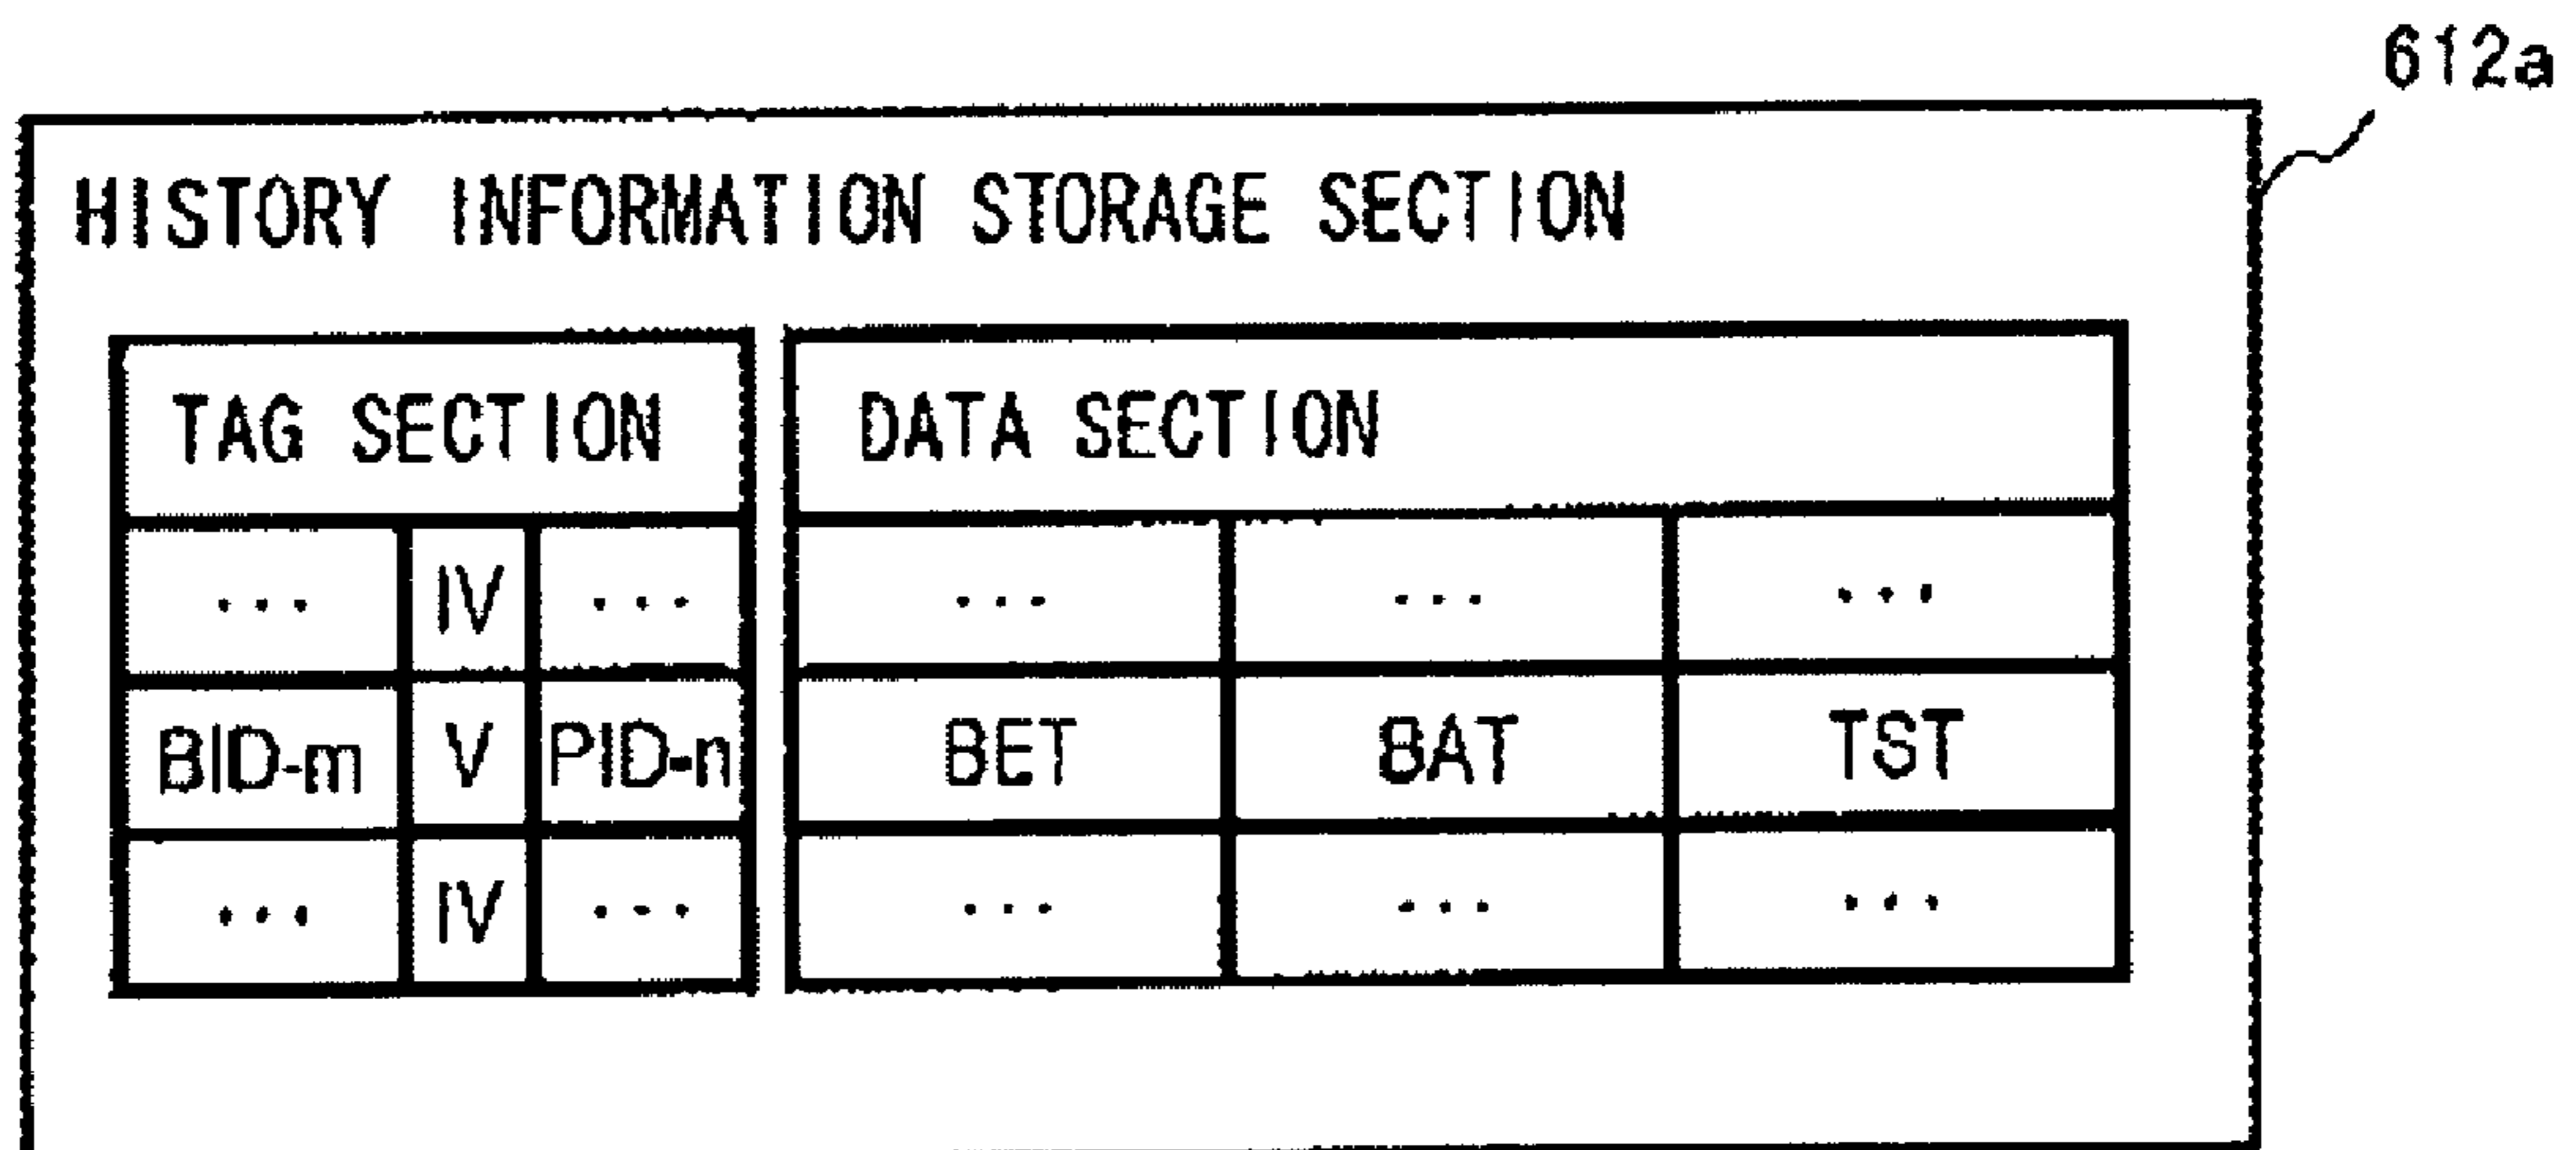 612a
HISTORY INFORMATION STORAGE SECTION
TAG SECTION DATA SECTION
... IV ... ... ... ...
BID-m V PID-n BET BAT TST
... IV ... ... ... ...